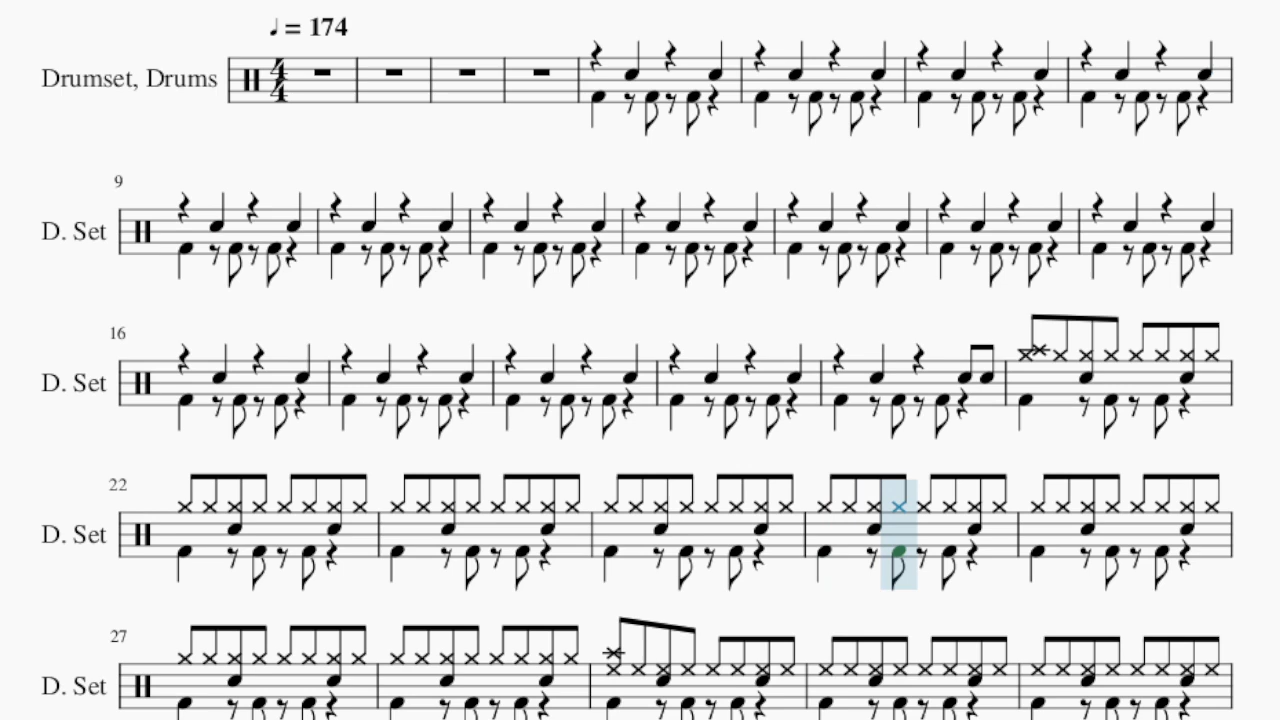 ♩ = 174
Drumset, Drums
4
4
9
D. Set
16
D. Set
22
D. Set
27
D. Set